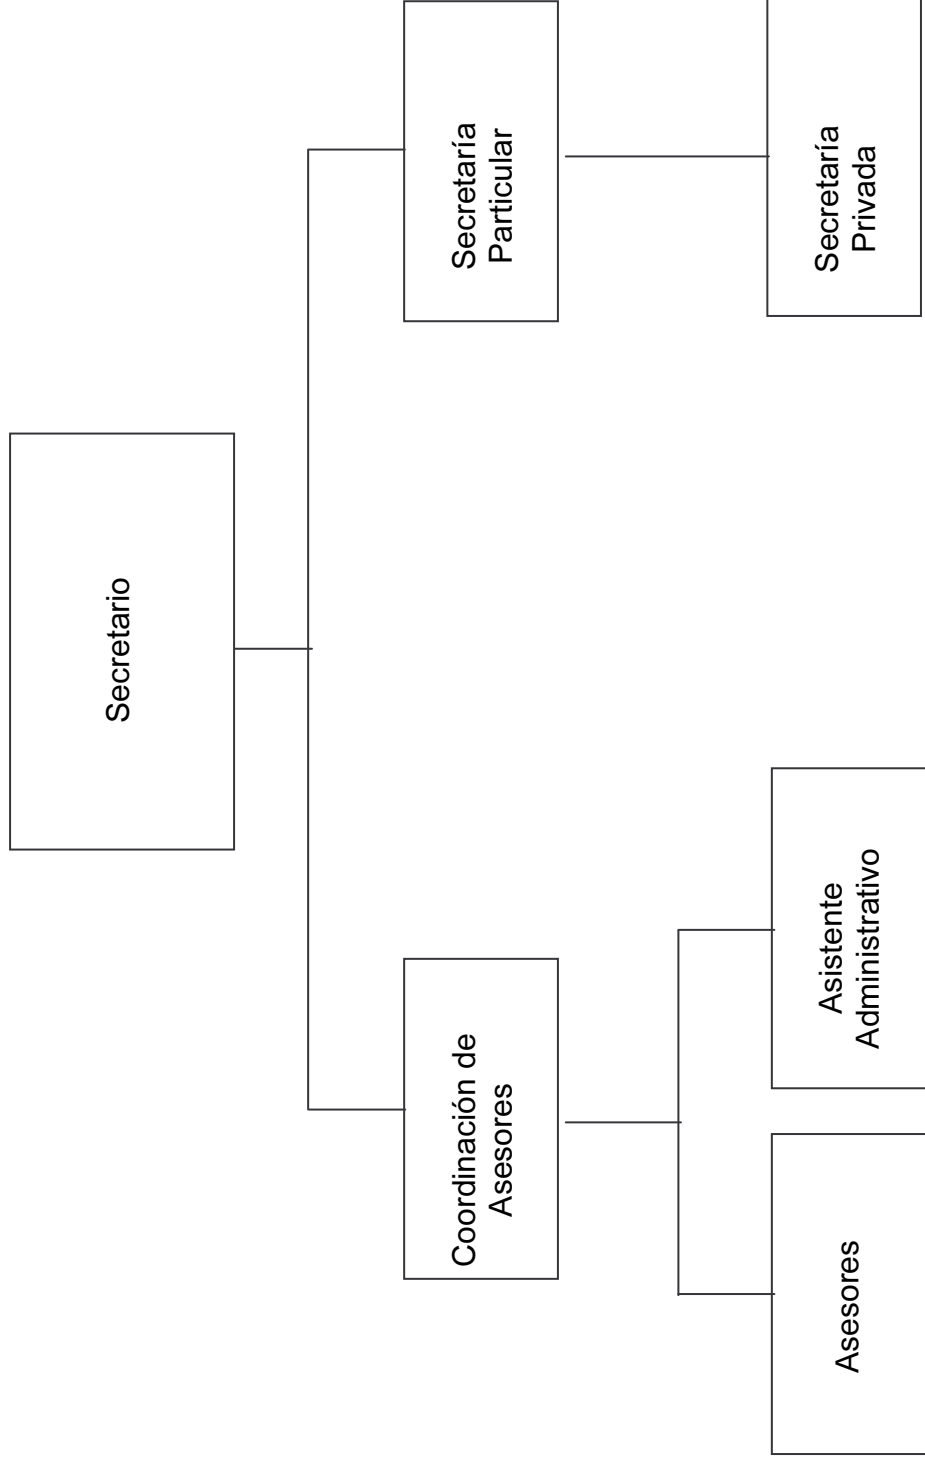 Secretario
Coordinación de
Asesores
Secretaría
Particular
Asesores
Asistente
Administrativo
Secretaría
Privada